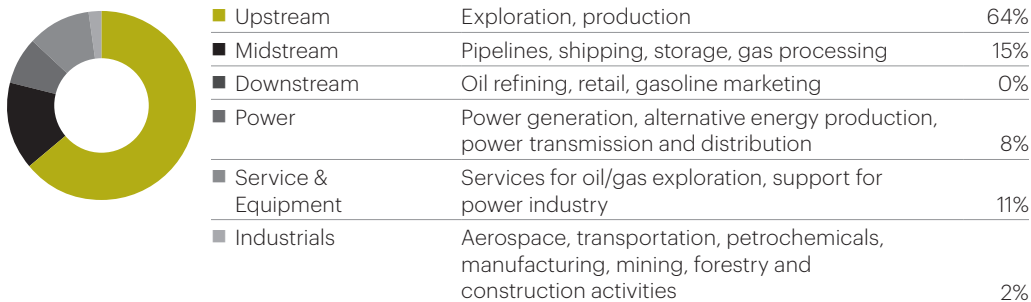 Upstream Exploration, production 64%
Midstream Pipelines, shipping, storage, gas processing 15%
Downstream Oil refining, retail, gasoline marketing 0%
Power Power generation, alternative energy production,
power transmission and distribution 8%
Service & Services for oil/gas exploration, support for
Equipment power industry 11%
Industrials Aerospace, transportation, petrochemicals,
manufacturing, mining, forestry and
construction activities 2%